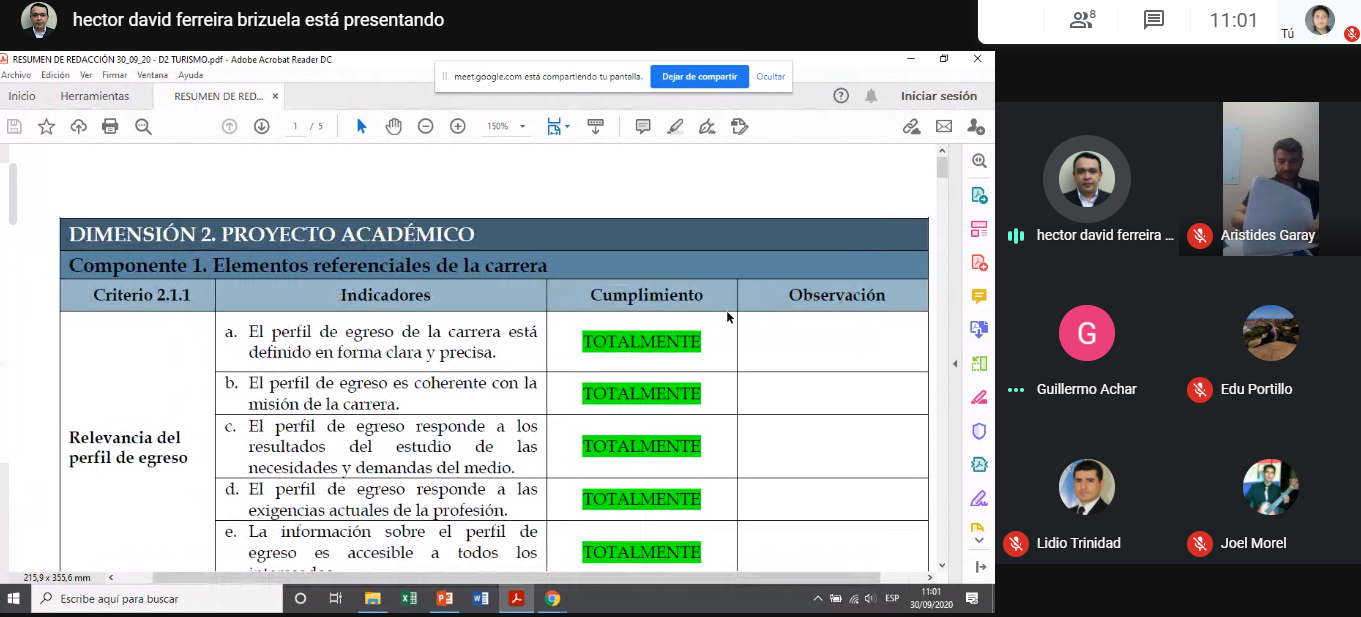 hector david ferreira brizuela está presentando
8
11:01
Tú
RESUMEN DE REDACCIÓN 30_09_20 - D2 TURISMO.pdf - Adobe Acrobat Reader DC
Archivo Edición Ver Firmar Ventana Ayuda
meet.google.com está compartiendo tu pantalla. Dejar de compartir Ocultar
Inicio Herramientas RESUMEN DE RED... × Iniciar sesión
1 / 5 150%
DIMENSIÓN 2. PROYECTO ACADÉMICO
Componente 1. Elementos referenciales de la carrera
Criterio 2.1.1 Indicadores Cumplimiento Observación
Relevancia del
perfil de egreso
a. El perfil de egreso de la carrera está
definido en forma clara y precisa.
TOTALMENTE
b. El perfil de egreso es coherente con la
misión de la carrera.
TOTALMENTE
c. El perfil de egreso responde a los
resultados del estudio de las
necesidades y demandas del medio.
TOTALMENTE
d. El perfil de egreso responde a las
exigencias actuales de la profesión.
TOTALMENTE
e. La información sobre el perfil de
egreso es accesible a todos los
TOTALMENTE
215,9 x 355,6 mm
Escribe aquí para buscar
ESP
11:01
30/09/2020
hector david ferreira ...
Aristides Garay
G
Guillermo Achar
Edu Portillo
Lidio Trinidad
Joel Morel